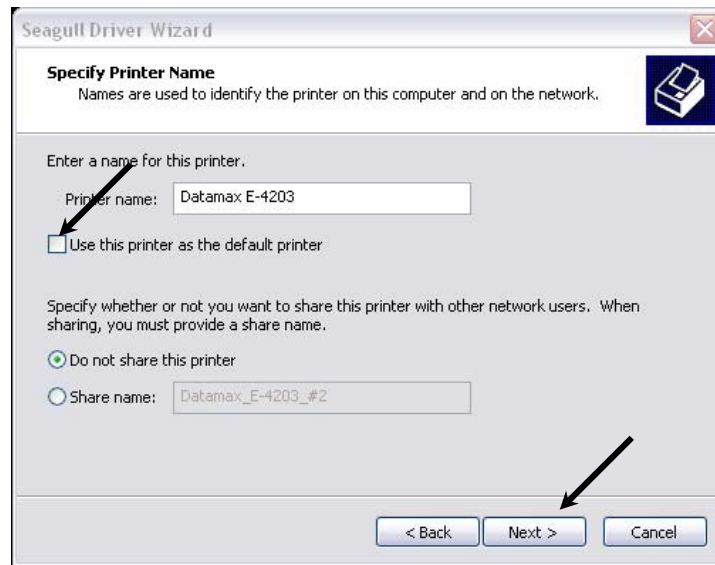 Seagull Driver Wizard
Specify Printer Name
Names are used to identify the printer on this computer and on the network.
Enter a name for this printer.
Printer name: Datamax E-4203
Use this printer as the default printer
Specify whether or not you want to share this printer with other network users. When
sharing, you must provide a share name.
Do not share this printer
Share name: Datamax_E-4203_#2
< Back Next > Cancel